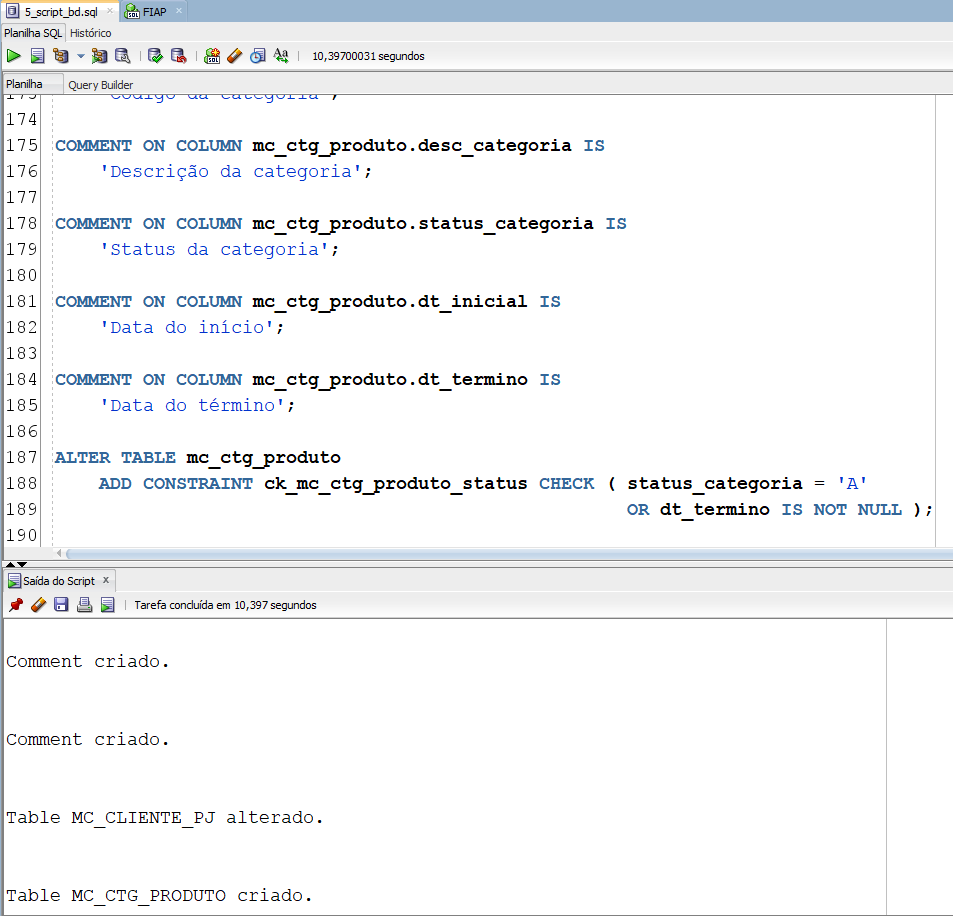 5_script_bd.sql
FIAP
Planilha SQL Histórico
10,39700031 segundos
Planilha Query Builder
173 'Código da categoria';
174
175 COMMENT ON COLUMN mc_ctg_produto.desc_categoria IS
176 'Descrição da categoria';
177
178 COMMENT ON COLUMN mc_ctg_produto.status_categoria IS
179 'Status da categoria';
180
181 COMMENT ON COLUMN mc_ctg_produto.dt_inicial IS
182 'Data do início';
183
184 COMMENT ON COLUMN mc_ctg_produto.dt_termino IS
185 'Data do término';
186
187 ALTER TABLE mc_ctg_produto
188 ADD CONSTRAINT ck_mc_ctg_produto_status CHECK ( status_categoria = 'A'
189 OR dt_termino IS NOT NULL );
190
Saída do Script x
Tarefa concluída em 10,397 segundos
Comment criado.
Comment criado.
Table MC_CLIENTE_PJ alterado.
Table MC_CTG_PRODUTO criado.